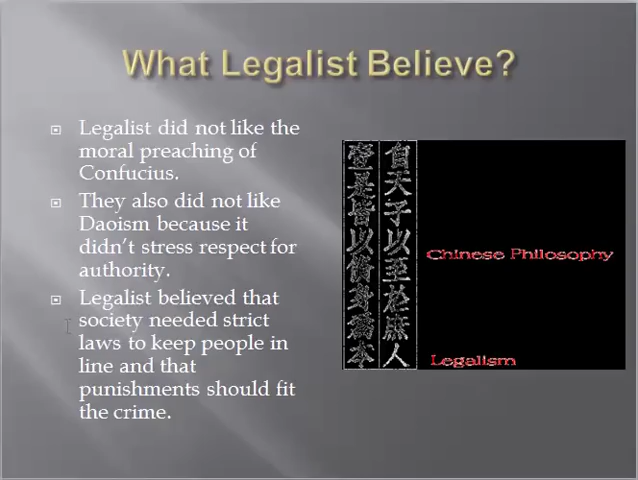 What Legalist Believe?
Legalist did not like the
moral preaching of
Confucius.
They also did not like
Daoism because it
didn't stress respect for
authority.
Legalist believed that
society needed strict
laws to keep people in
line and that
punishments should fit
the crime.
自天子以至於庶人
壹是皆以脩身為本
Chinese Philosophy
Legalism